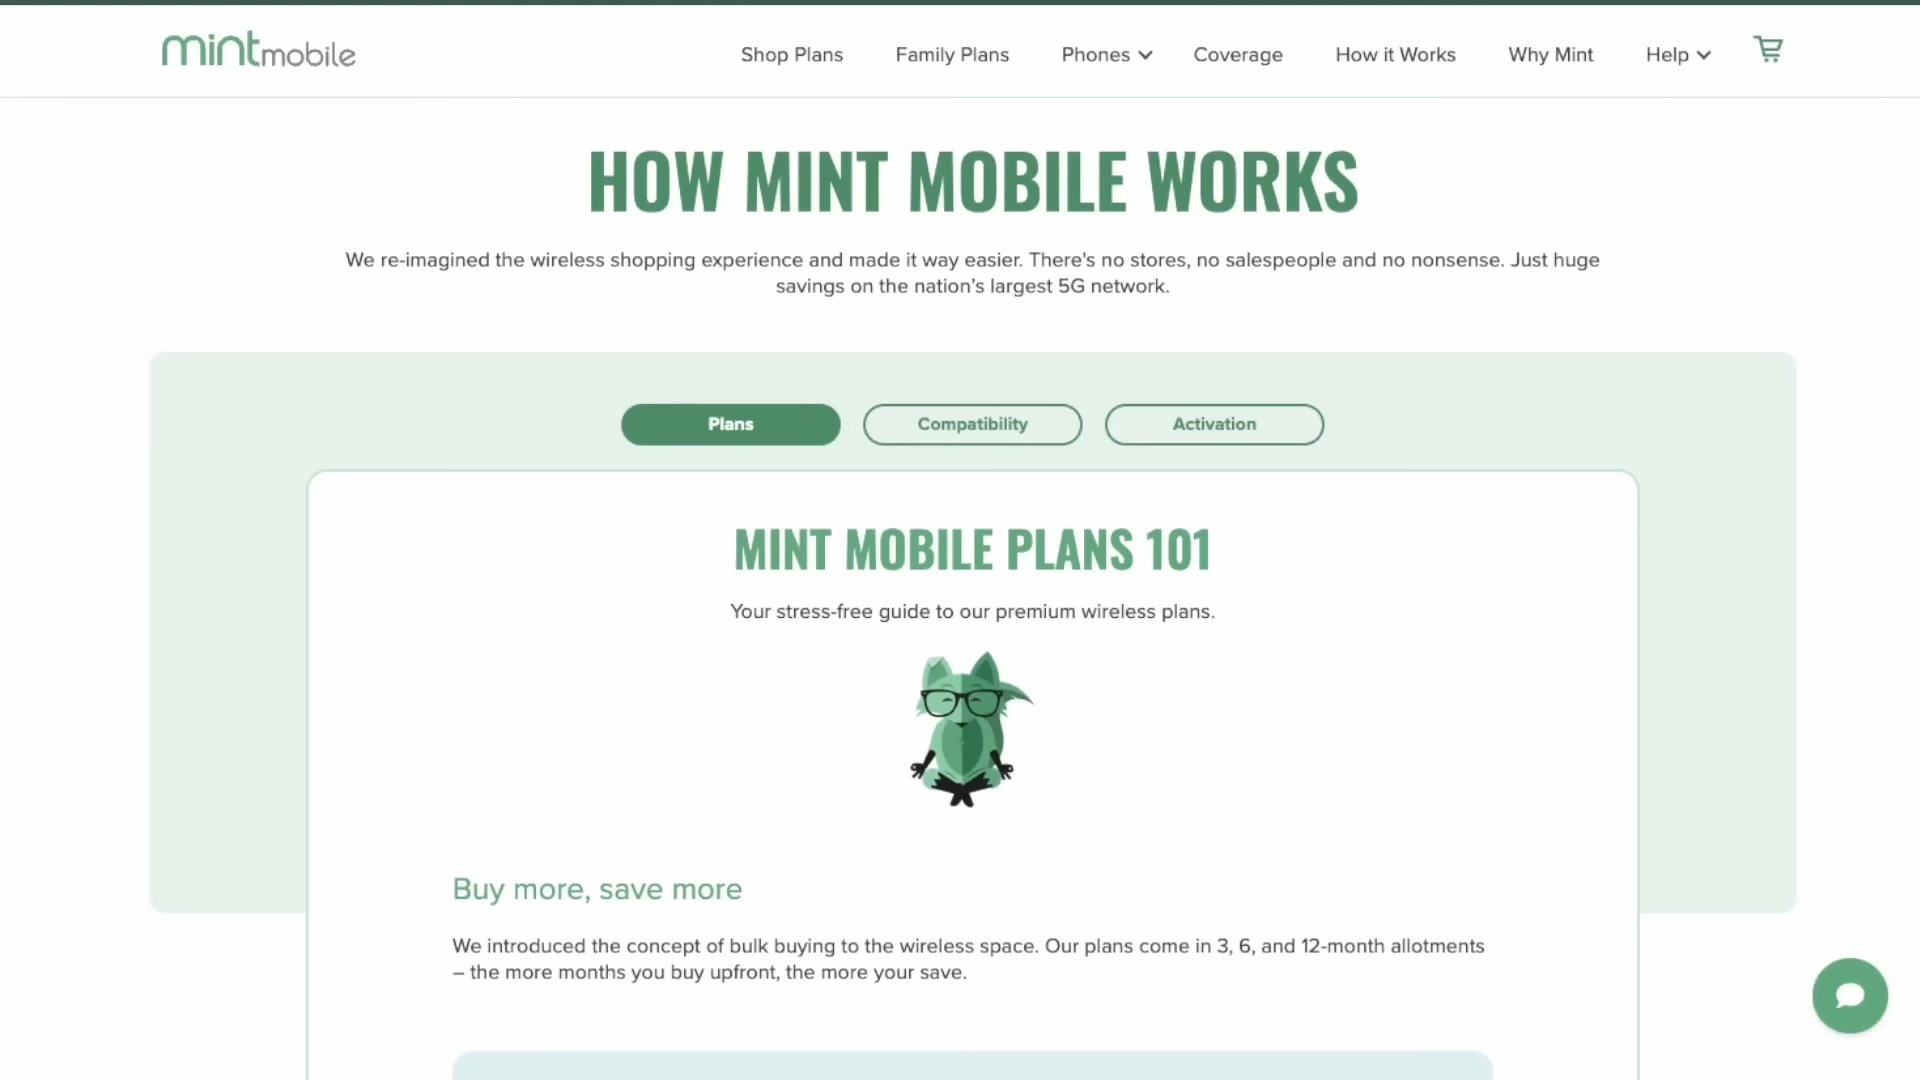 mint mobile
Shop Plans Family Plans Phones Coverage How it Works Why Mint Help
HOW MINT MOBILE WORKS
We re-imagined the wireless shopping experience and made it way easier. There's no stores, no salespeople and no nonsense. Just huge
savings on the nation's largest 5G network.
Plans Compatibility Activation
MINT MOBILE PLANS 101
Your stress-free guide to our premium wireless plans.
Buy more, save more
We introduced the concept of bulk buying to the wireless space. Our plans come in 3, 6, and 12-month allotments
– the more months you buy upfront, the more your save.